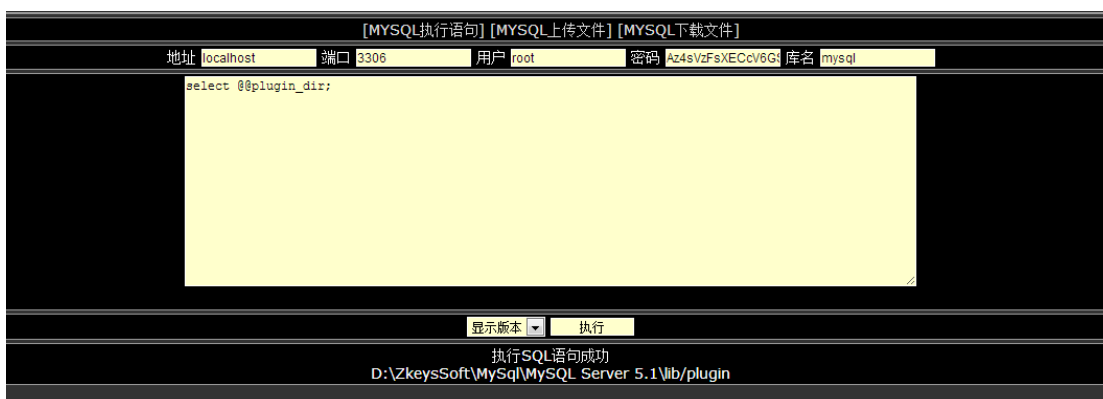 [MYSQL执行语句] [MYSQL上传文件] [MYSQL下载文件]
地址 localhost 端口 3306 用户 root 密码 Az4sVzFsXECcV6G 库名 mysql
select @@plugin_dir;
显示版本 执行
执行SQL语句成功
D:\ZkeysSoft\MySql\MySQL Server 5.1\lib/plugin